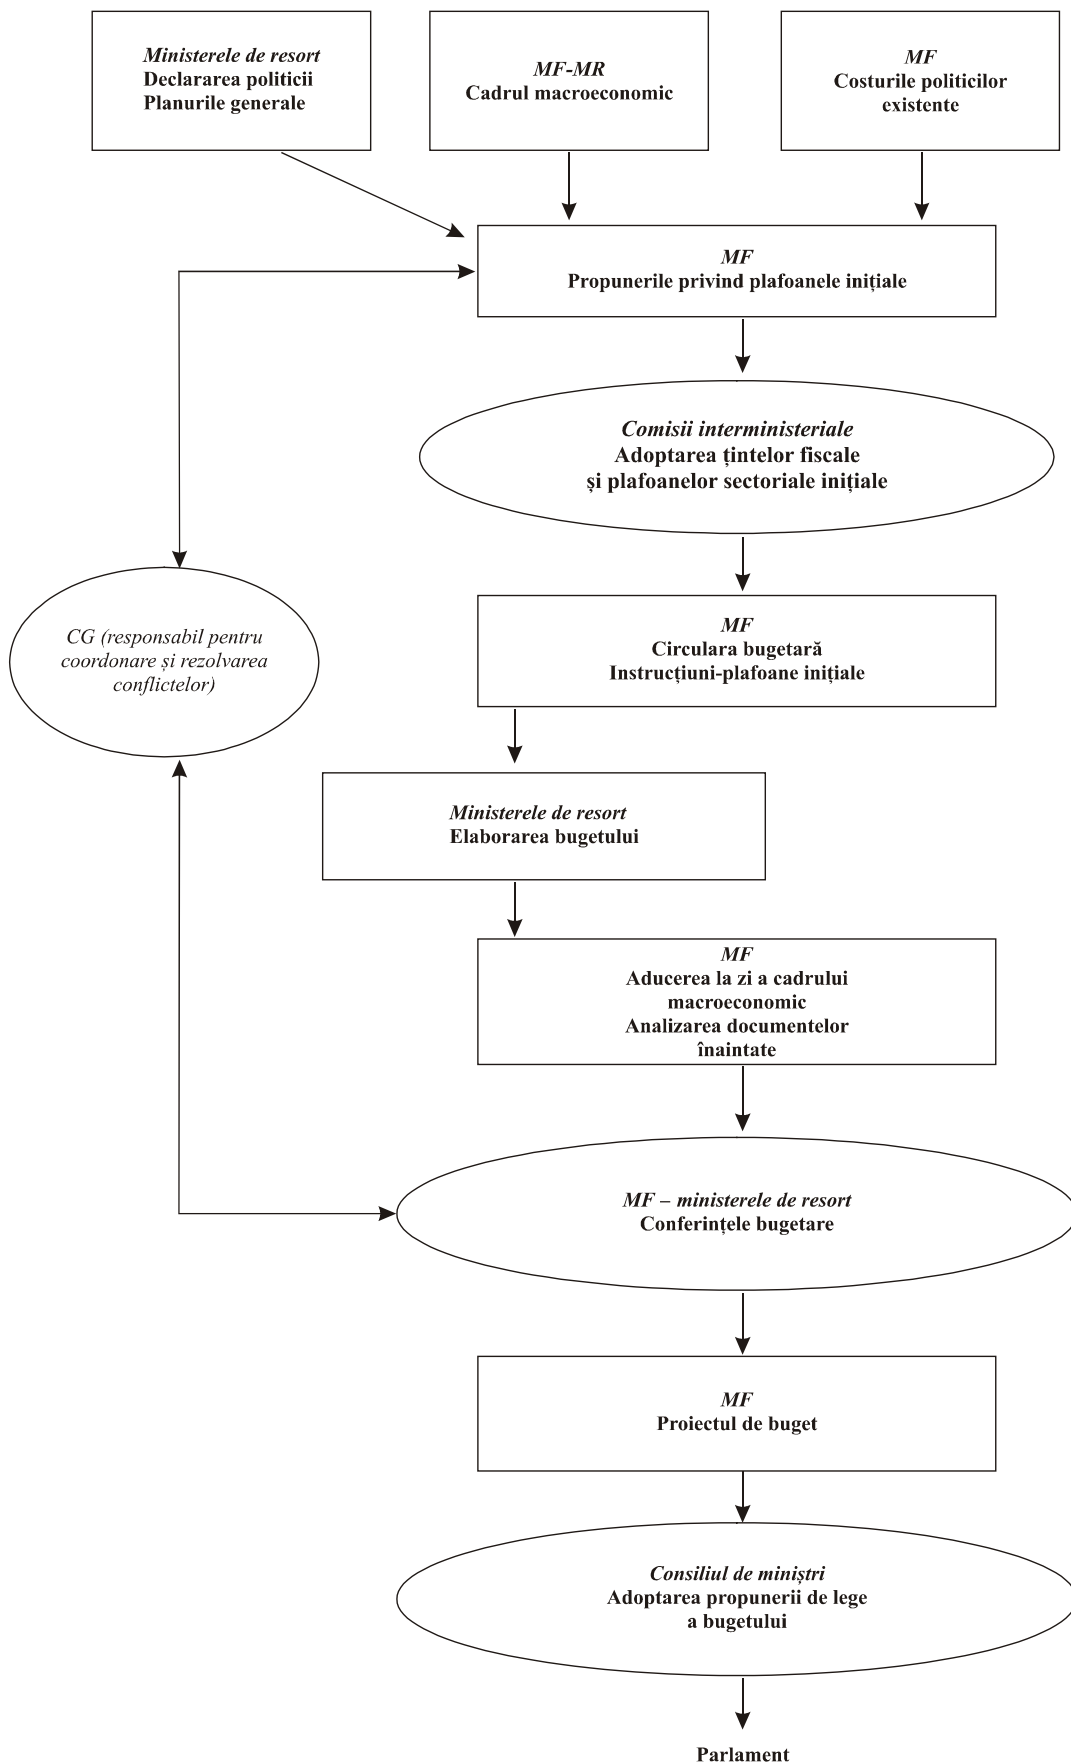 Ministerele de resort
Declararea politicii
Planurile generale
MF-MR
Cadrul macroeconomic
MF
Costurile politicilor
existente
MF
Propunerile privind plafoanele inițiale
Comisii interministeriale
Adoptarea țintelor fiscale
și plafoanelor sectoriale inițiale
CG (responsabil pentru
coordonare și rezolvarea
conflictelor)
MF
Circulara bugetară
Instrucțiuni-plafoane inițiale
Ministerele de resort
Elaborarea bugetului
MF
Aducerea la zi a cadrului
macroeconomic
Analizarea documentelor
înaintate
MF – ministerele de resort
Conferințele bugetare
MF
Proiectul de buget
Consiliul de miniștri
Adoptarea propunerii de lege
a bugetului
Parlament